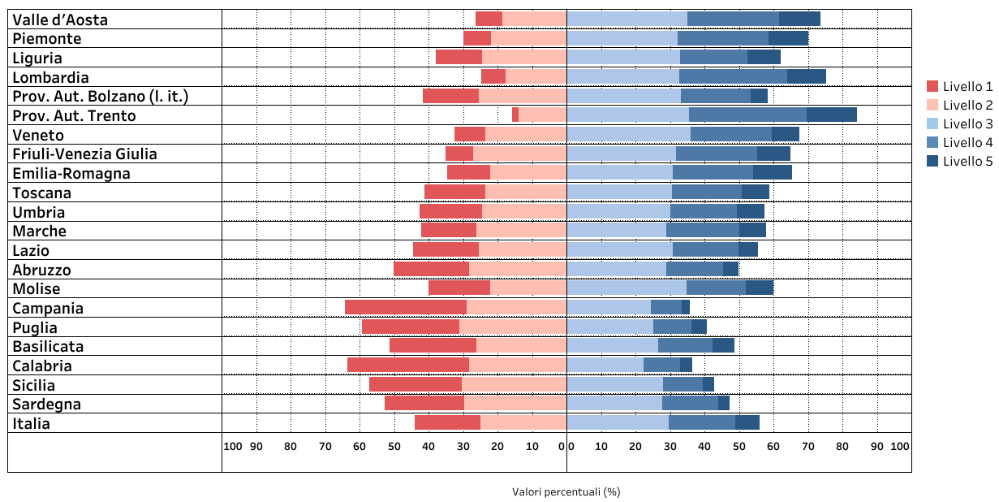 Valle d’Aosta
Piemonte
Liguria
Lombardia
Prov. Aut. Bolzano (l. it.)
Prov. Aut. Trento
Veneto
Friuli-Venezia Giulia
Emilia-Romagna
Toscana
Umbria
Marche
Lazio
Abruzzo
Molise
Campania
Puglia
Basilicata
Calabria
Sicilia
Sardegna
Italia
100 90 80 70 60 50 40 30 20 10 0 0 10 20 30 40 50 60 70 80 90 100
Valori percentuali (%)
Livello 1
Livello 2
Livello 3
Livello 4
Livello 5